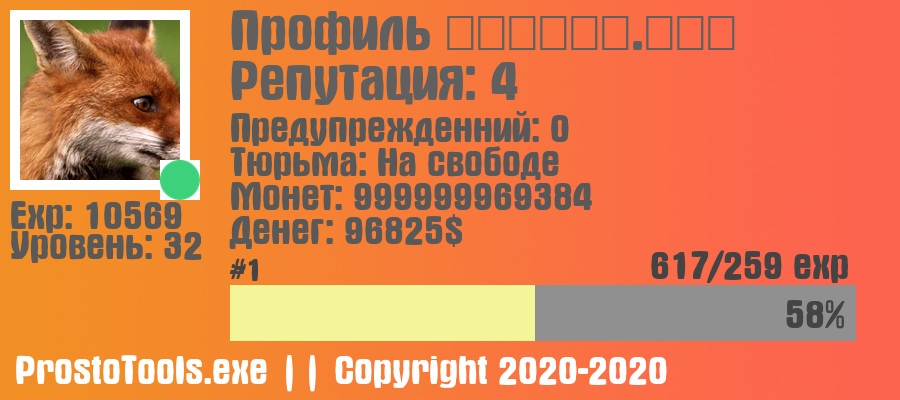 Профиль □□□□□□.□□□
Репутация: 4
Предупрежденний: 0
Тюрьма: На свободе
Монет: 999999969384
Денег: 96825$
Exp: 10569
Уровень: 32
#1
617/259 exp
58%
ProstoTools.exe || Copyright 2020-2020